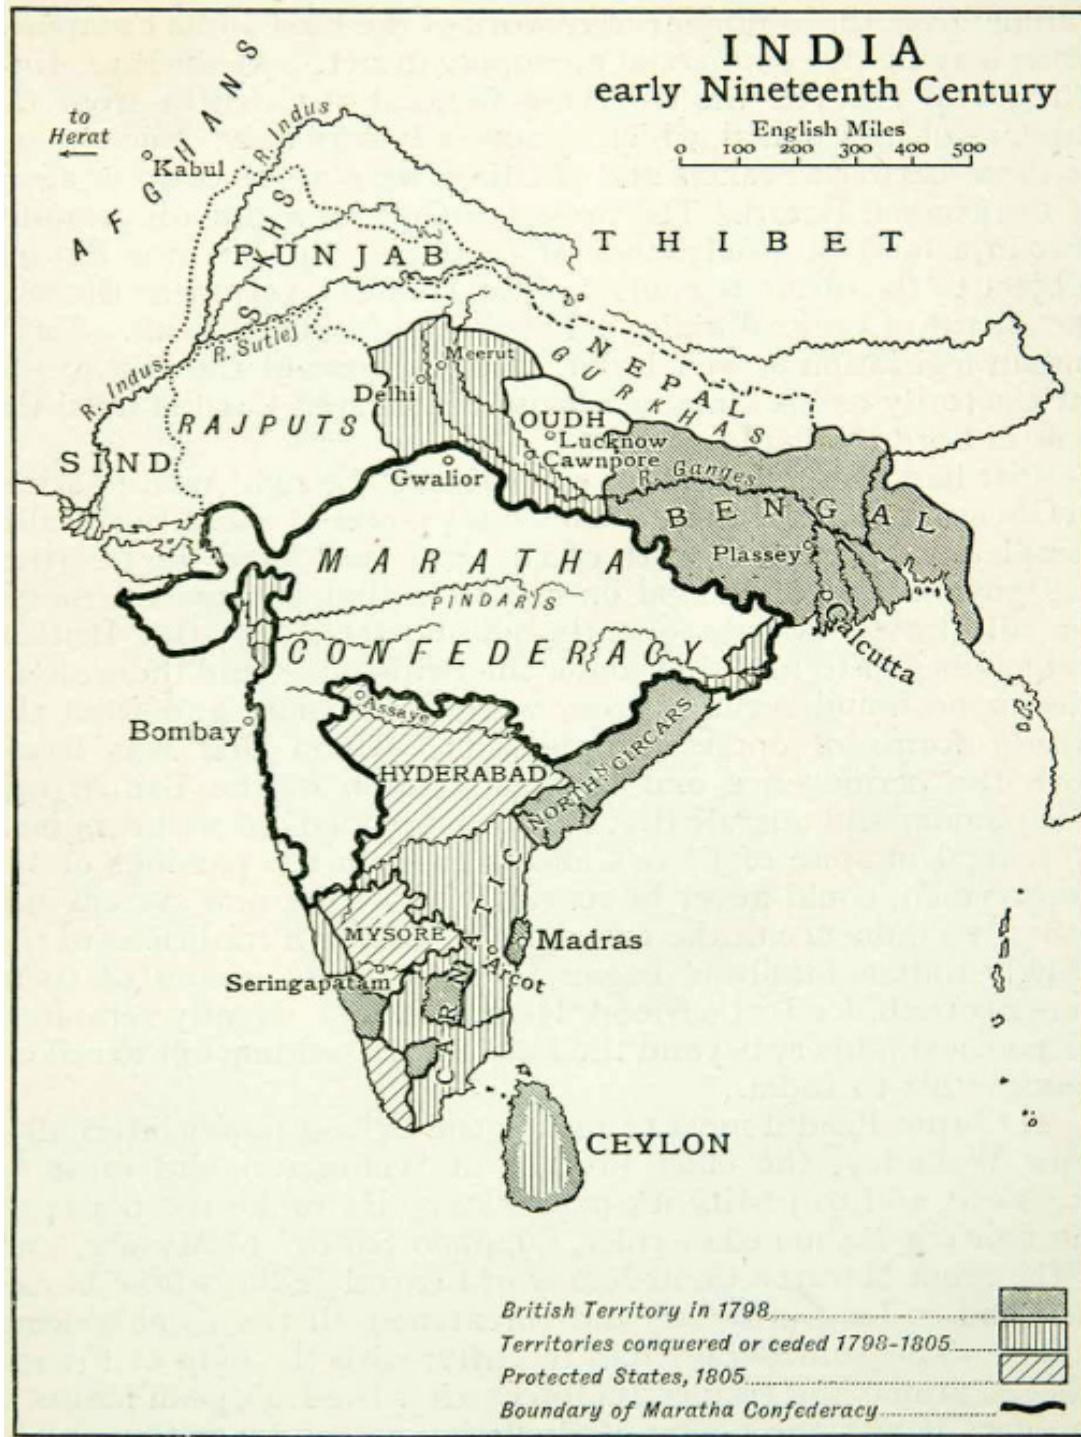 INDIA
early Nineteenth Century
English Miles
0 100 200 300 400 500
to
Herat
AFGHANS
Kabul
R. Indus
SIKHS
PUNJAB
THIBET
R. Indus
R. Sutlej
Meerut
Delhi
NEPAL
GURKHAS
RAJPUTS
OUDH
Lucknow
Cawnpore
SIND
Gwalior
R. Ganges
BENGAL
MARATHA
Plassey
PINDARIS
Calcutta
CONFEDERACY
Assaye
Bombay
HYDERABAD
NORTHN CIRCARS
MYSORE
CARNATIC
Madras
Arcot
Seringapatam
CEYLON
British Territory in 1798
Territories conquered or ceded 1798-1805
Protected States, 1805
Boundary of Maratha Confederacy